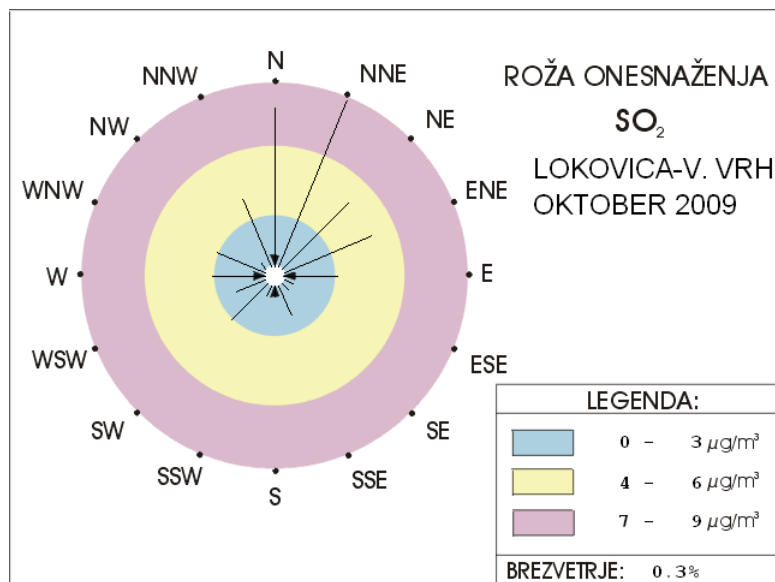 N
NNE
NE
ENE
E
ESE
SE
SSE
S
SSW
SW
WSW
W
WNW
NW
NNW
ROŽA ONESNAŽENJA
SO₂
LOKOVICA-V. VRH
OKTOBER 2009
LEGENDA:
0 - 3 µg/m³
4 - 6 µg/m³
7 - 9 µg/m³
BREZVETRJE: 0.3%